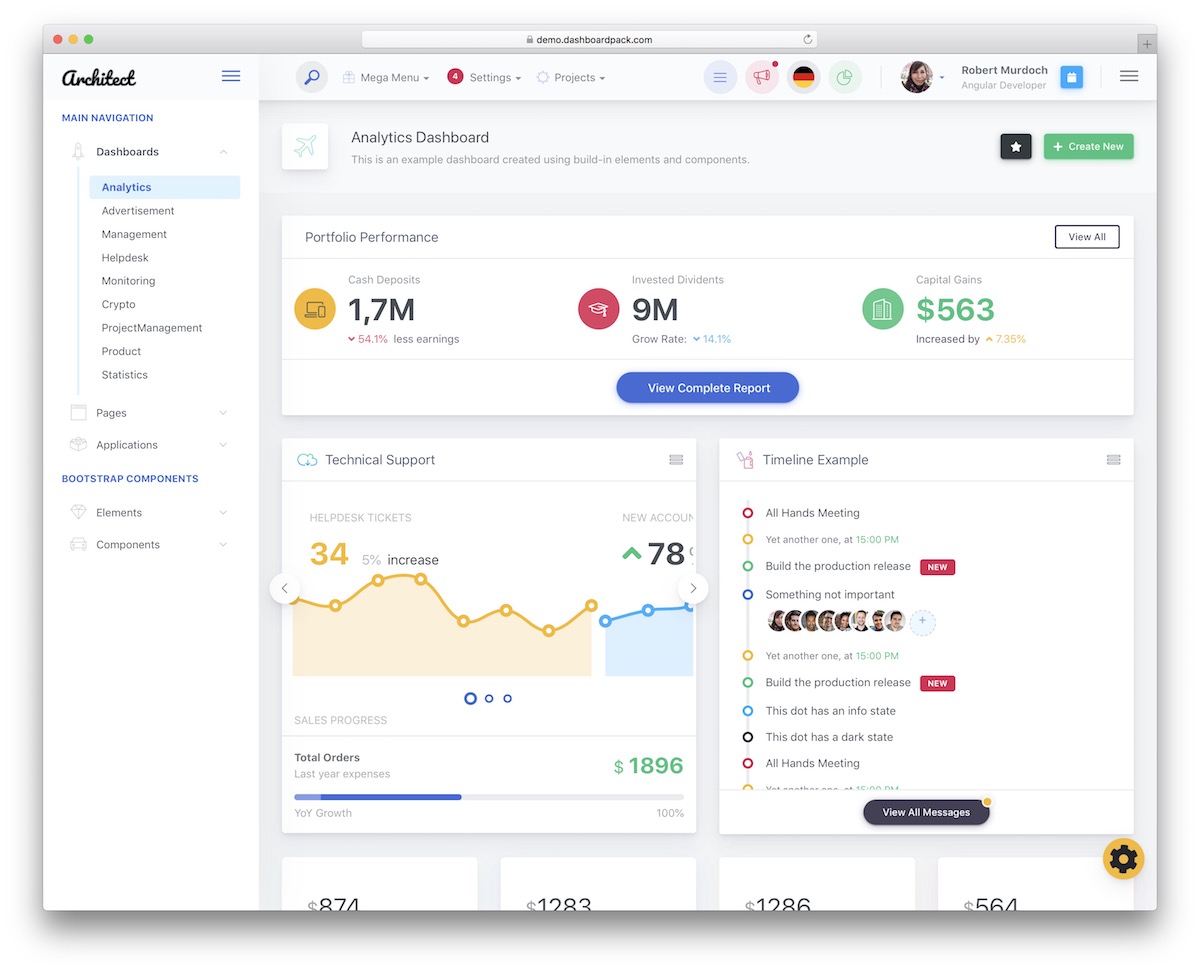 demo.dashboardpack.com
Architect
Mega Menu
4
Settings
Projects
Robert Murdoch
Angular Developer
MAIN NAVIGATION
Dashboards
Analytics
Advertisement
Management
Helpdesk
Monitoring
Crypto
ProjectManagement
Product
Statistics
Pages
Applications
BOOTSTRAP COMPONENTS
Elements
Components
Analytics Dashboard
This is an example dashboard created using build-in elements and components.
+ Create New
Portfolio Performance
View All
Cash Deposits
1,7M
54.1% less earnings
Invested Dividents
9M
Grow Rate: 14.1%
Capital Gains
$563
Increased by 7.35%
View Complete Report
Technical Support
HELPDESK TICKETS
34 5% increase
NEW ACCOUN
78
SALES PROGRESS
Total Orders
Last year expenses
$ 1896
YoY Growth
100%
Timeline Example
All Hands Meeting
Yet another one, at 15:00 PM
Build the production release NEW
Something not important
+
Yet another one, at 15:00 PM
Build the production release NEW
This dot has an info state
This dot has a dark state
All Hands Meeting
Yet another one, at 15:00 PM
View All Messages
$874
$1283
$1286
$564